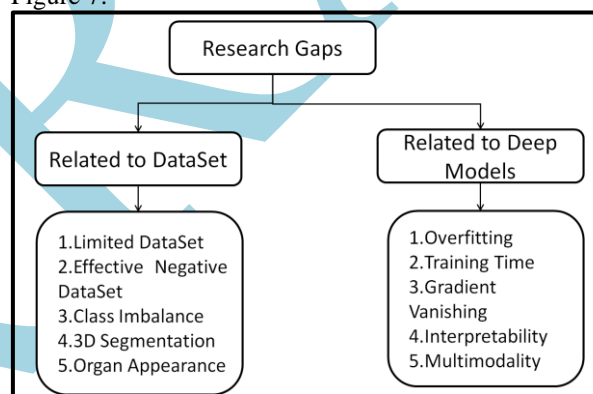 Figure 7.
Research Gaps
Related to DataSet
Related to Deep
Models
1.Limited DataSet
2.Effective Negative
DataSet
3.Class Imbalance
4.3D Segmentation
5.Organ Appearance
1.Overfitting
2.Training Time
3.Gradient
Vanishing
4.Interpretability
5.Multimodality